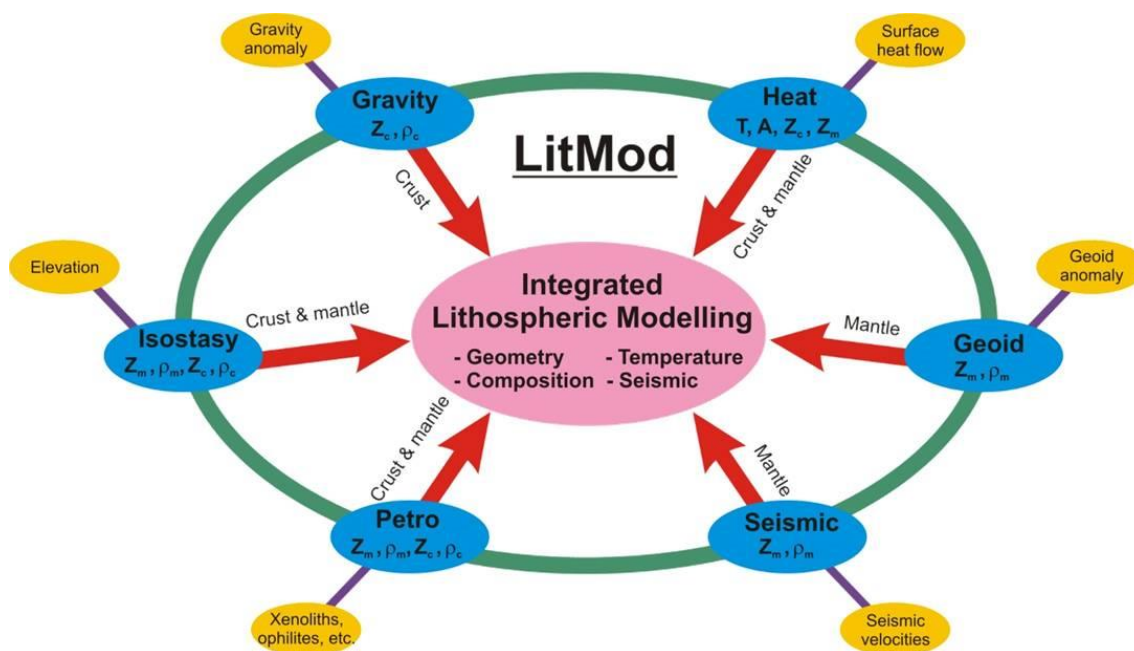 Gravity
anomaly
Surface
heat flow
Gravity
Zc, ρc
Heat
T, A, Zc, Zm
LitMod
Crust
Crust & mantle
Elevation
Geoid
anomaly
Integrated
Lithospheric Modelling
- Geometry - Temperature
- Composition - Seismic
Crust & mantle
Isostasy
Zm, ρm, Zc, ρc
Mantle
Geoid
Zm, ρm
Crust & mantle
Mantle
Petro
Zm, ρm, Zc, ρc
Seismic
Zm, ρm
Xenoliths,
ophilites, etc.
Seismic
velocities